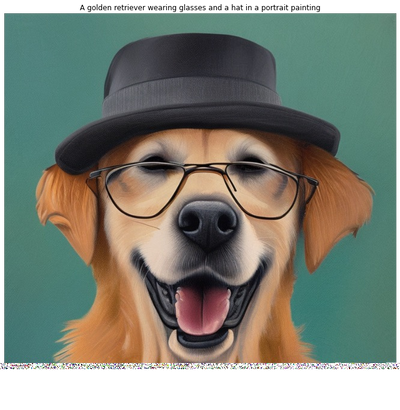 A golden retriever wearing glasses and a hat in a portrait painting